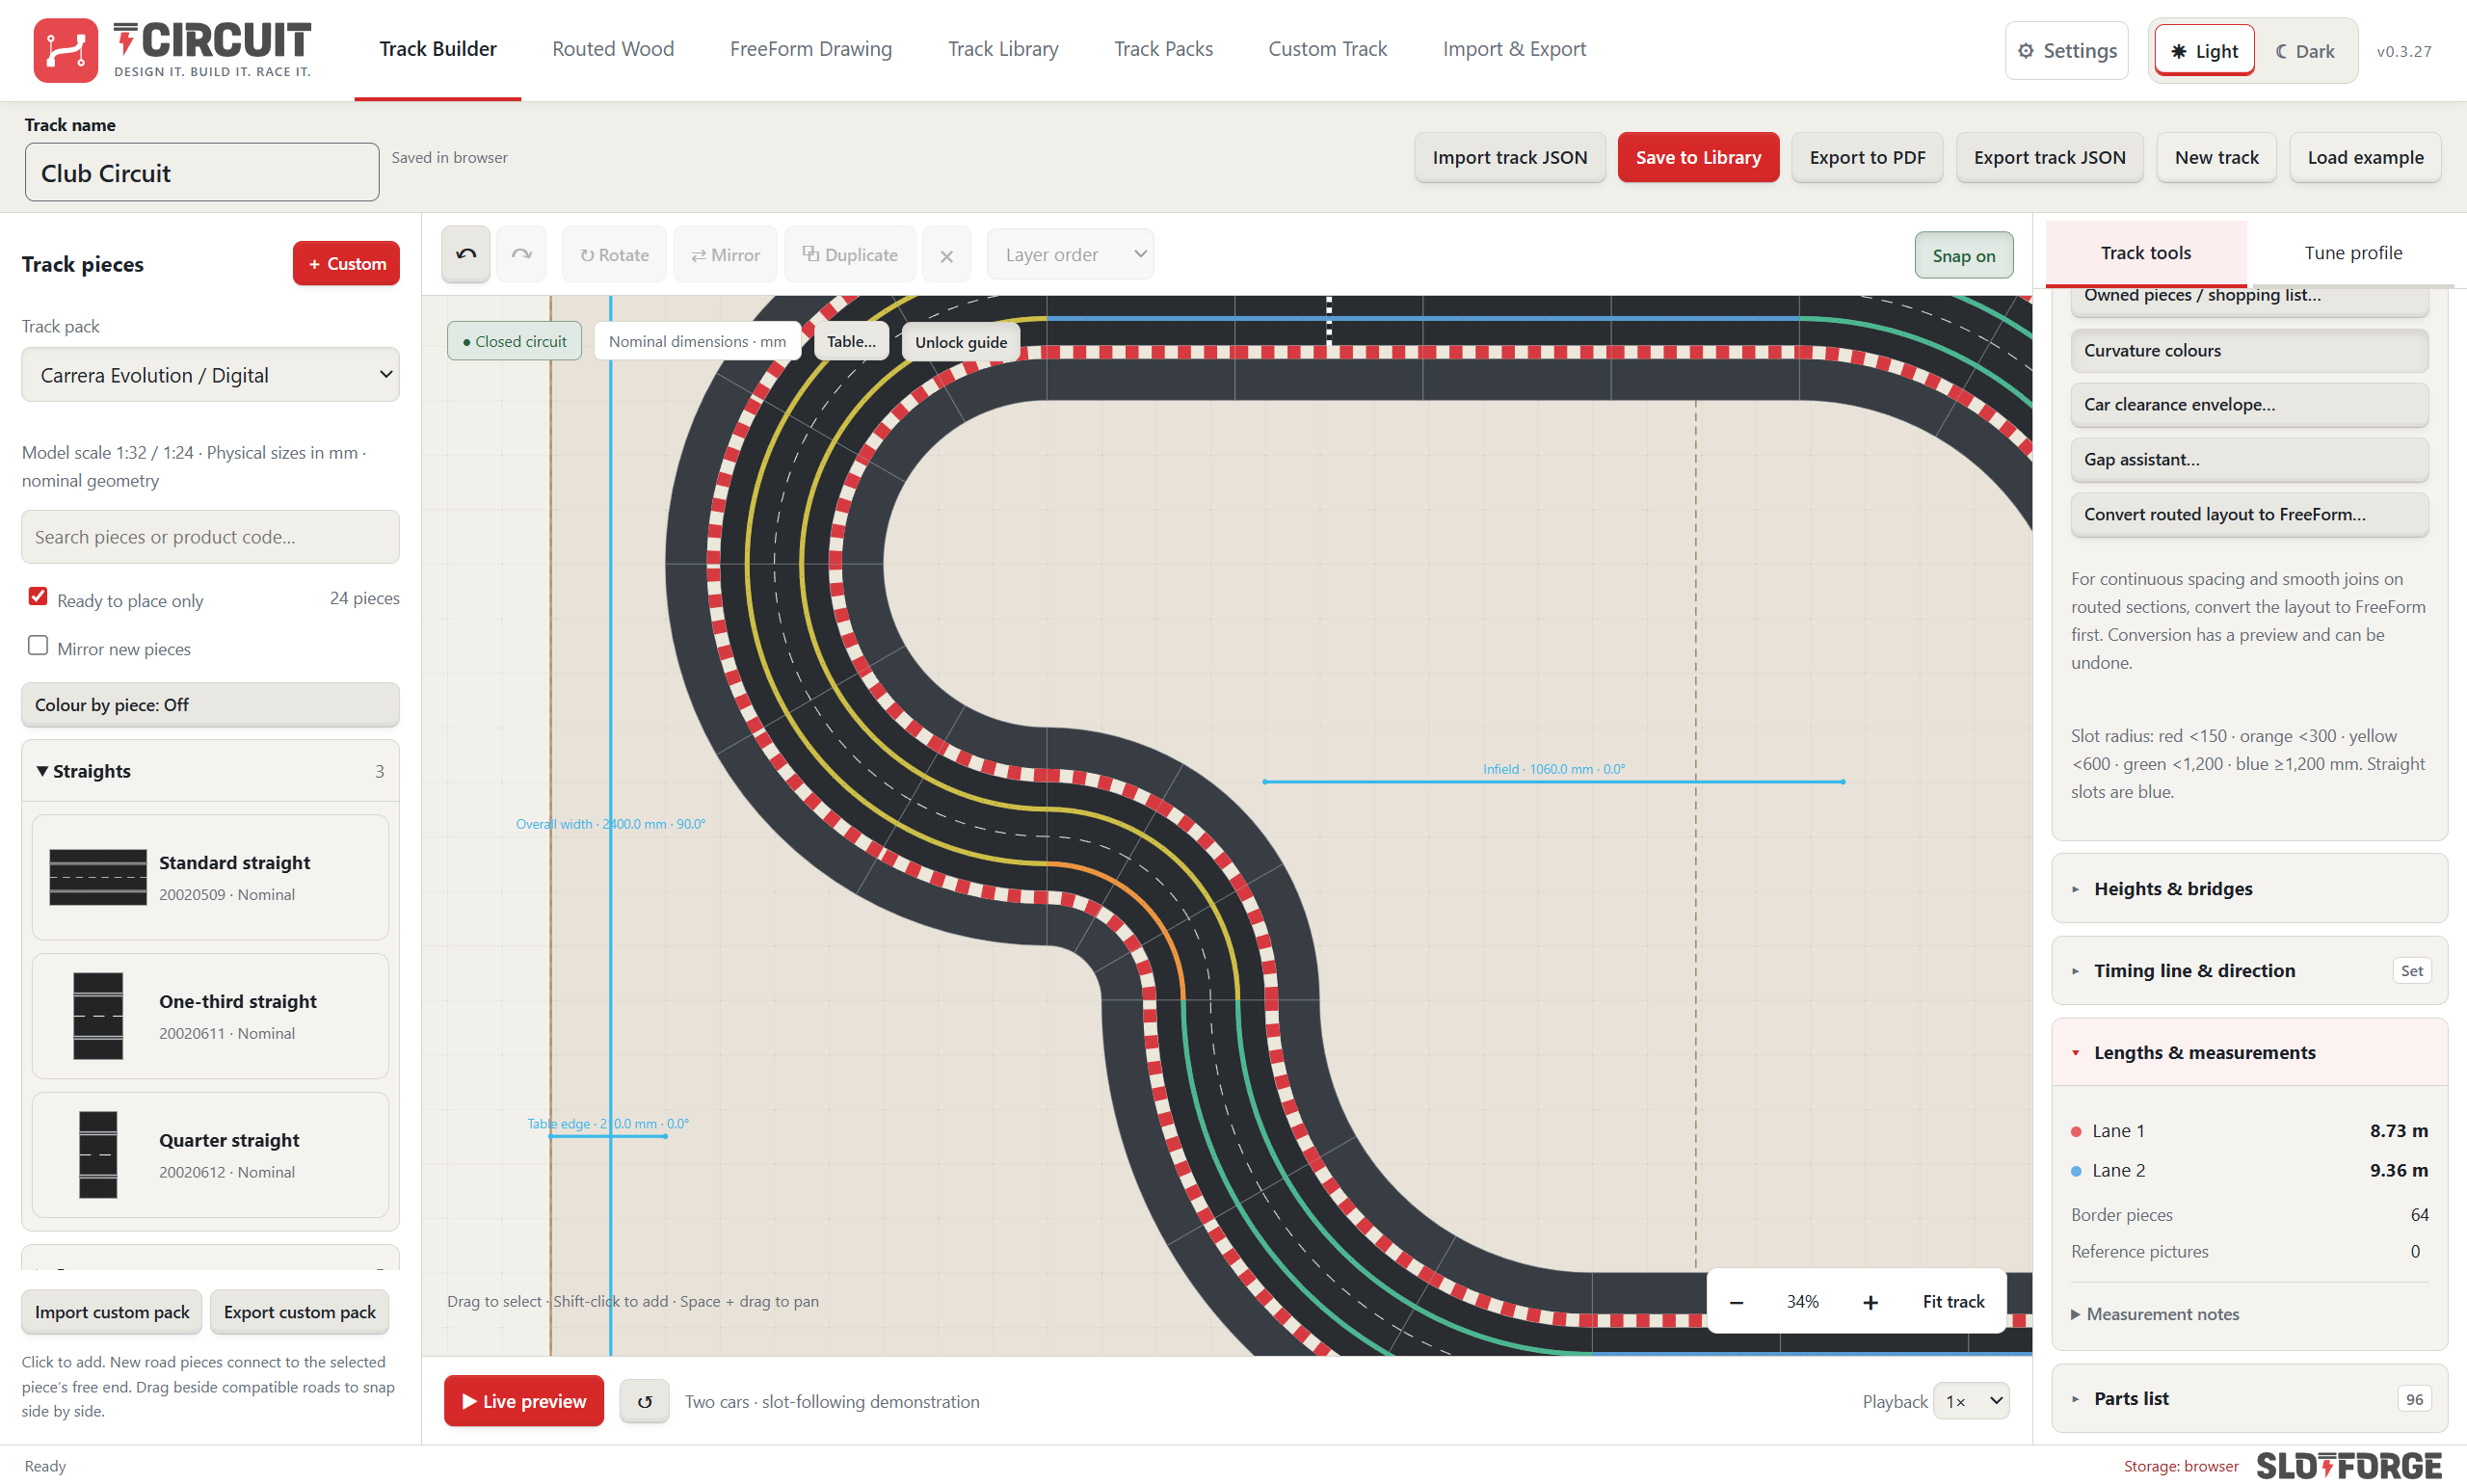 CIRCUIT
DESIGN IT. BUILD IT. RACE IT.
Track Builder
Routed Wood
FreeForm Drawing
Track Library
Track Packs
Custom Track
Import & Export
Settings
Light
Dark
v0.3.27
Track name
Club Circuit
Saved in browser
Import track JSON
Save to Library
Export to PDF
Export track JSON
New track
Load example
Track pieces
+ Custom
Track pack
Carrera Evolution / Digital
Model scale 1:32 / 1:24 · Physical sizes in mm ·
nominal geometry
Search pieces or product code...
Ready to place only
24 pieces
Mirror new pieces
Colour by piece: Off
Straights
3
Standard straight
20020509 · Nominal
One-third straight
20020611 · Nominal
Quarter straight
20020612 · Nominal
Import custom pack
Export custom pack
Click to add. New road pieces connect to the selected
piece's free end. Drag beside compatible roads to snap
side by side.
Rotate
Mirror
Duplicate
Layer order
Snap on
Closed circuit
Nominal dimensions · mm
Table...
Unlock guide
Infield · 1060.0 mm · 0.0°
Overall width · 2400.0 mm · 90.0°
Table edge · 210.0 mm · 0.0°
Drag to select · Shift-click to add · Space + drag to pan
− 34% +
Fit track
Live preview
Two cars · slot-following demonstration
Playback
1×
Track tools
Tune profile
Owned pieces / shopping list...
Curvature colours
Car clearance envelope...
Gap assistant...
Convert routed layout to FreeForm...
For continuous spacing and smooth joins on
routed sections, convert the layout to FreeForm
first. Conversion has a preview and can be
undone.
Slot radius: red <150 · orange <300 · yellow
<600 · green <1,200 · blue ≥1,200 mm. Straight
slots are blue.
Heights & bridges
Timing line & direction
Set
Lengths & measurements
Lane 1
8.73 m
Lane 2
9.36 m
Border pieces
64
Reference pictures
0
Measurement notes
Parts list
96
Ready
Storage: browser
SLOTFORGE